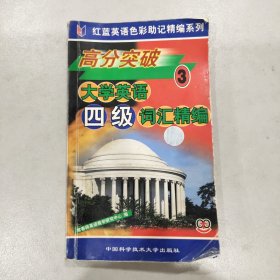 红蓝英语色彩助记精编系列
高分突破
3
大学英语
四级 词汇精编
中国科学技术大学出版社